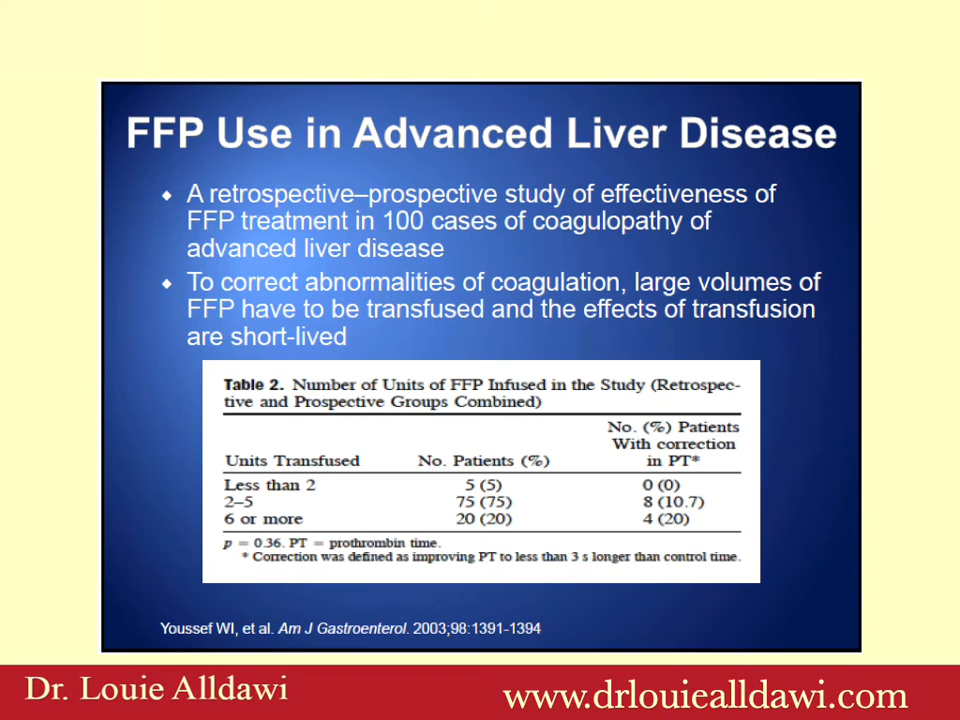 FFP Use in Advanced Liver Disease
A retrospective–prospective study of effectiveness of
FFP treatment in 100 cases of coagulopathy of
advanced liver disease
To correct abnormalities of coagulation, large volumes of
FFP have to be transfused and the effects of transfusion
are short-lived
Table 2. Number of Units of FFP Infused in the Study (Retrospec-
tive and Prospective Groups Combined)
No. (%) Patients
With correction
Units Transfused No. Patients (%) in PT*
Less than 2 5 (5) 0 (0)
2–5 75 (75) 8 (10.7)
6 or more 20 (20) 4 (20)
p = 0.36. PT = prothrombin time.
* Correction was defined as improving PT to less than 3 s longer than control time.
Youssef WI, et al. Am J Gastroenterol. 2003;98:1391-1394
Dr. Louie Alldawi www.drlouiealldawi.com